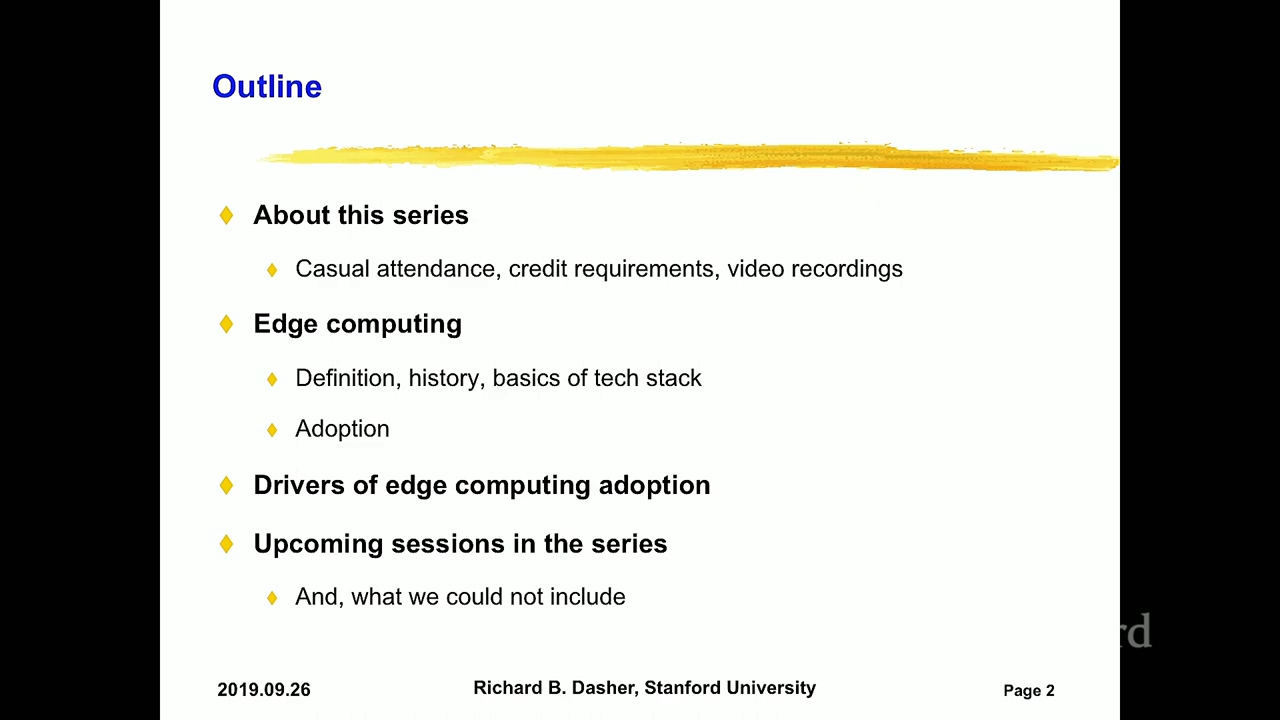 Outline
About this series
Casual attendance, credit requirements, video recordings
Edge computing
Definition, history, basics of tech stack
Adoption
Drivers of edge computing adoption
Upcoming sessions in the series
And, what we could not include
rd
2019.09.26
Richard B. Dasher, Stanford University
Page 2